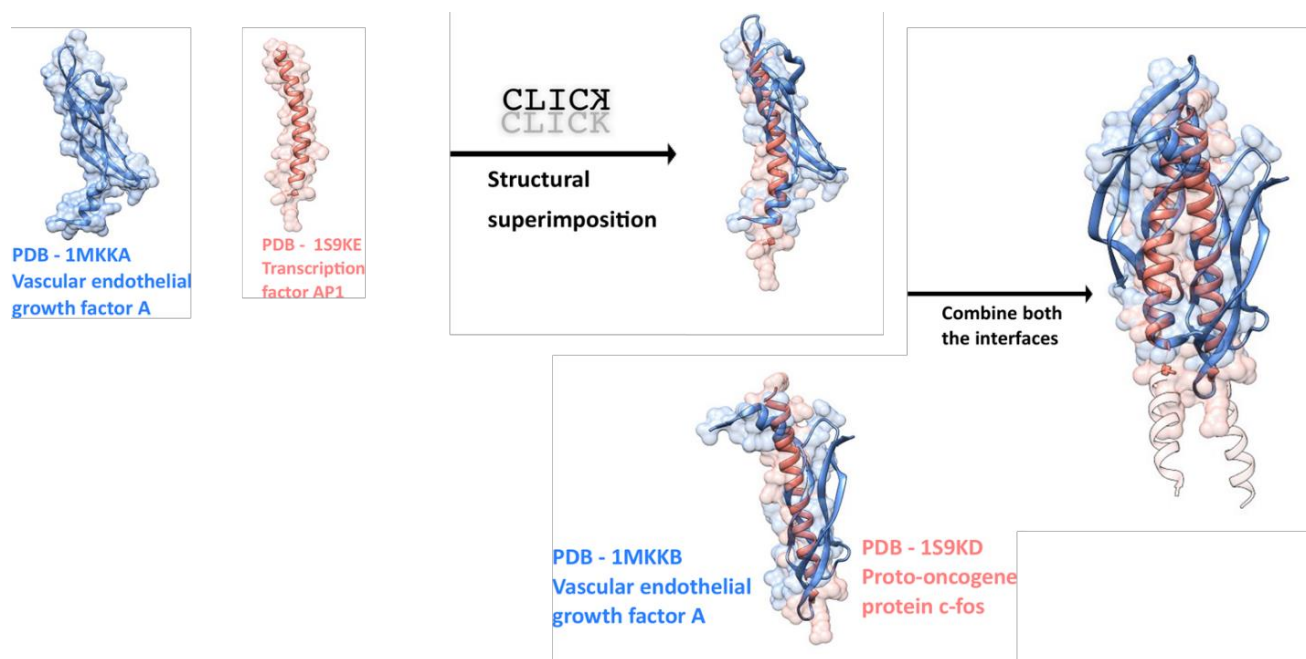 PDB - 1MKKA
Vascular endothelial
growth factor A
PDB - 1S9KE
Transcription
factor AP1
CLICK
CLICK
Structural
superimposition
Combine both
the interfaces
PDB - 1MKKB
Vascular endothelial
growth factor A
PDB - 1S9KD
Proto-oncogene
protein c-fos